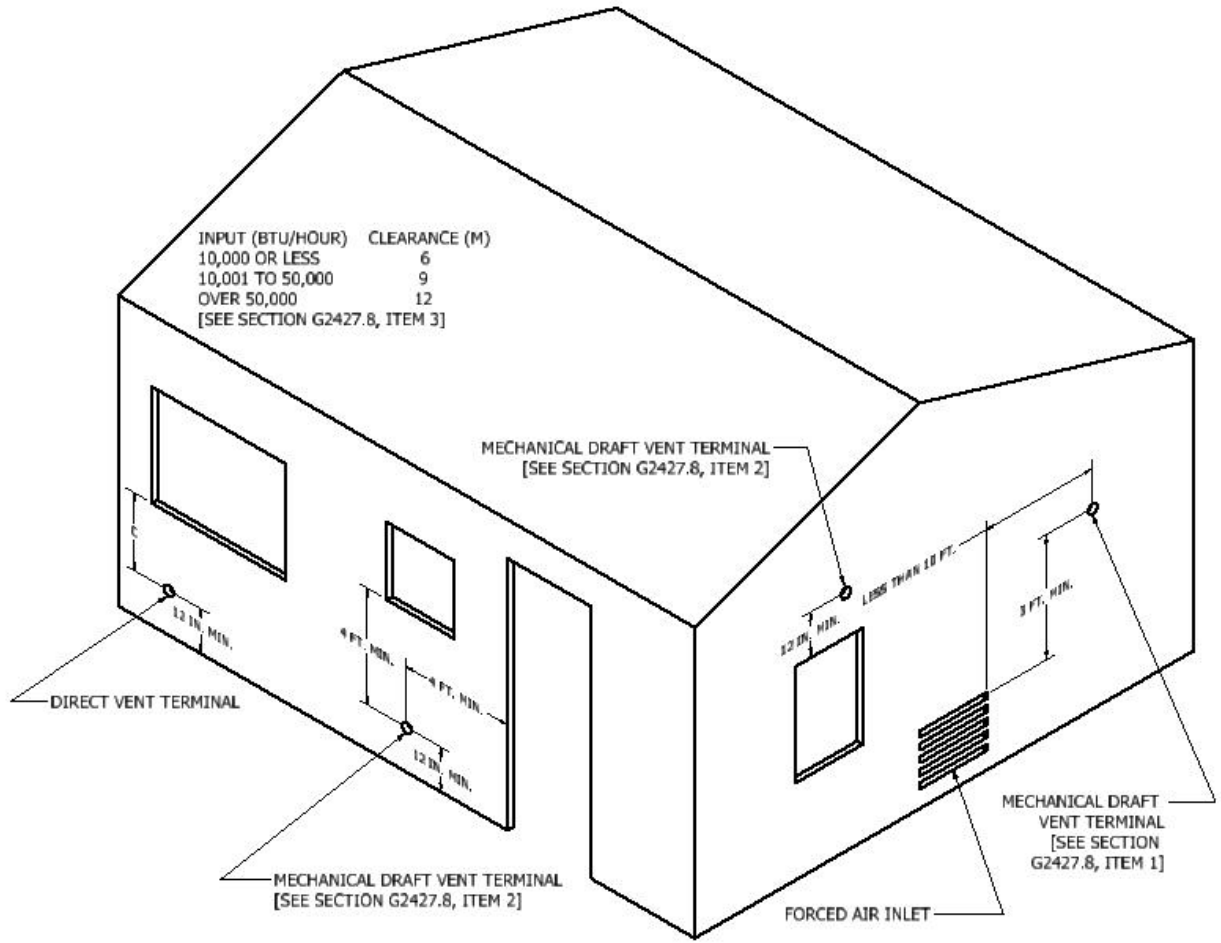 INPUT (BTU/HOUR) CLEARANCE (M)
10,000 OR LESS 6
10,001 TO 50,000 9
OVER 50,000 12
[SEE SECTION G2427.8, ITEM 3]
MECHANICAL DRAFT VENT TERMINAL
[SEE SECTION G2427.8, ITEM 2]
LESS THAN 10 FT.
3 FT. MIN.
12 IN. MIN.
C
12 IN. MIN.
4 FT. MIN.
4 FT. MIN.
12 IN. MIN.
DIRECT VENT TERMINAL
MECHANICAL DRAFT VENT TERMINAL
[SEE SECTION G2427.8, ITEM 2]
MECHANICAL DRAFT
VENT TERMINAL
[SEE SECTION
G2427.8, ITEM 1]
FORCED AIR INLET